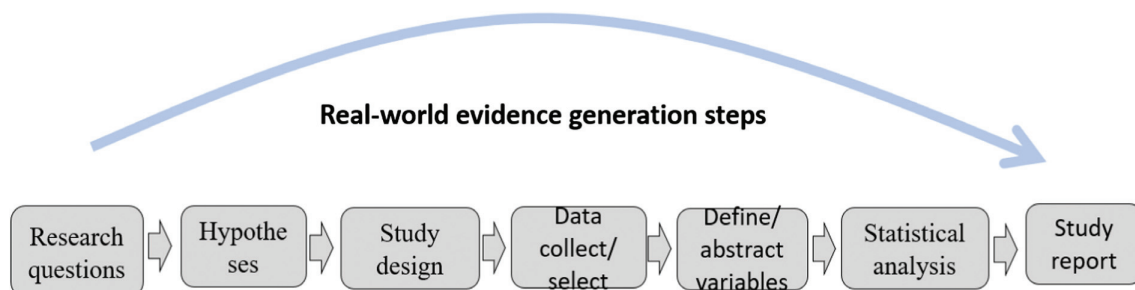 Real-world evidence generation steps
Research
questions
Hypothe
ses
Study
design
Data
collect/
select
Define/
abstract
variables
Statistical
analysis
Study
report